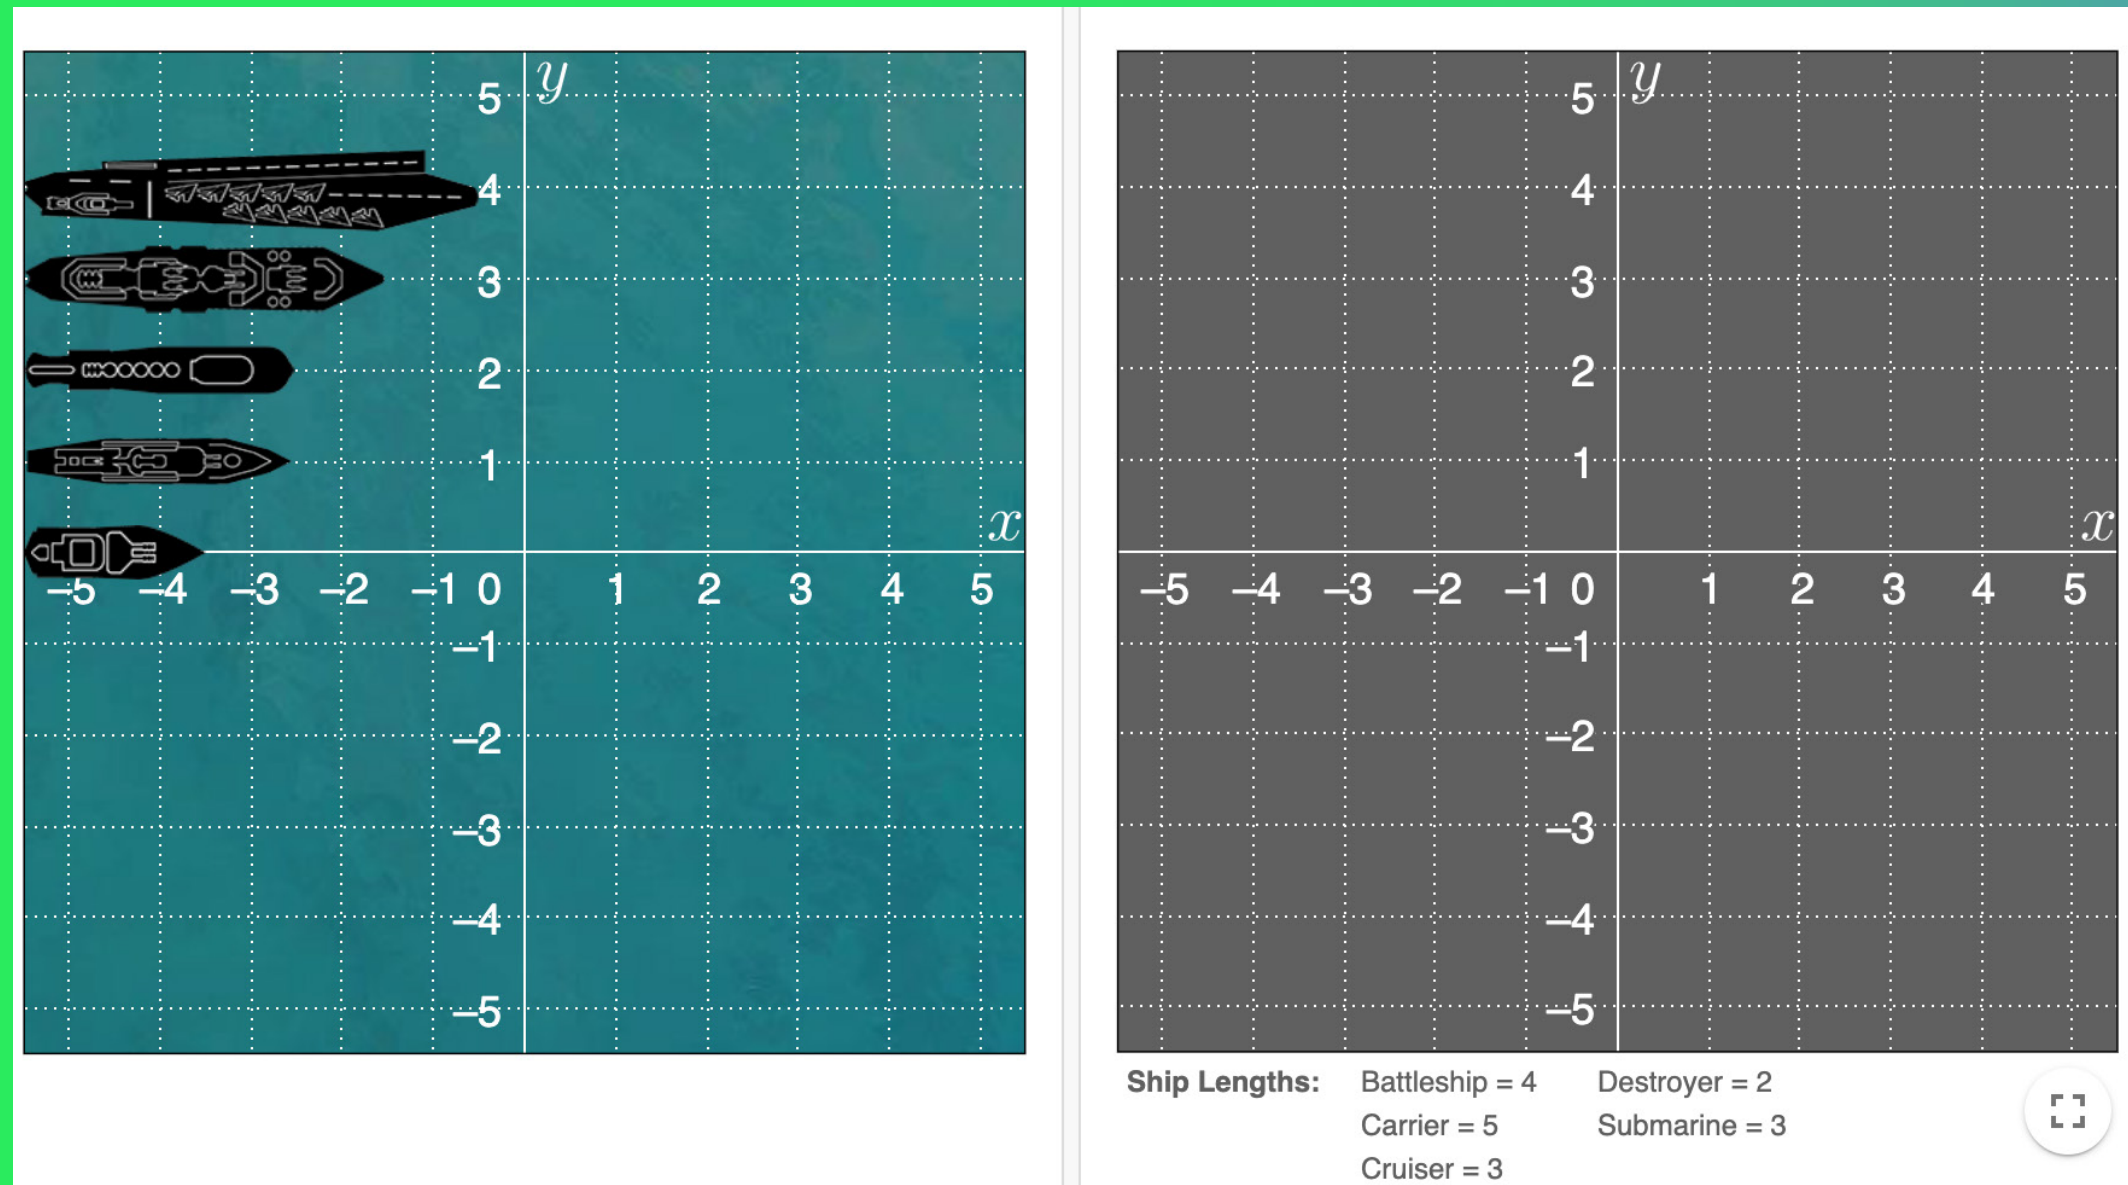 y
5
4
3
2
1
x
–5 –4 –3 –2 –1 0 1 2 3 4 5
–1
–2
–3
–4
–5
y
5
4
3
2
1
x
–5 –4 –3 –2 –1 0 1 2 3 4 5
–1
–2
–3
–4
–5
Ship Lengths: Battleship = 4 Destroyer = 2
Carrier = 5 Submarine = 3
Cruiser = 3